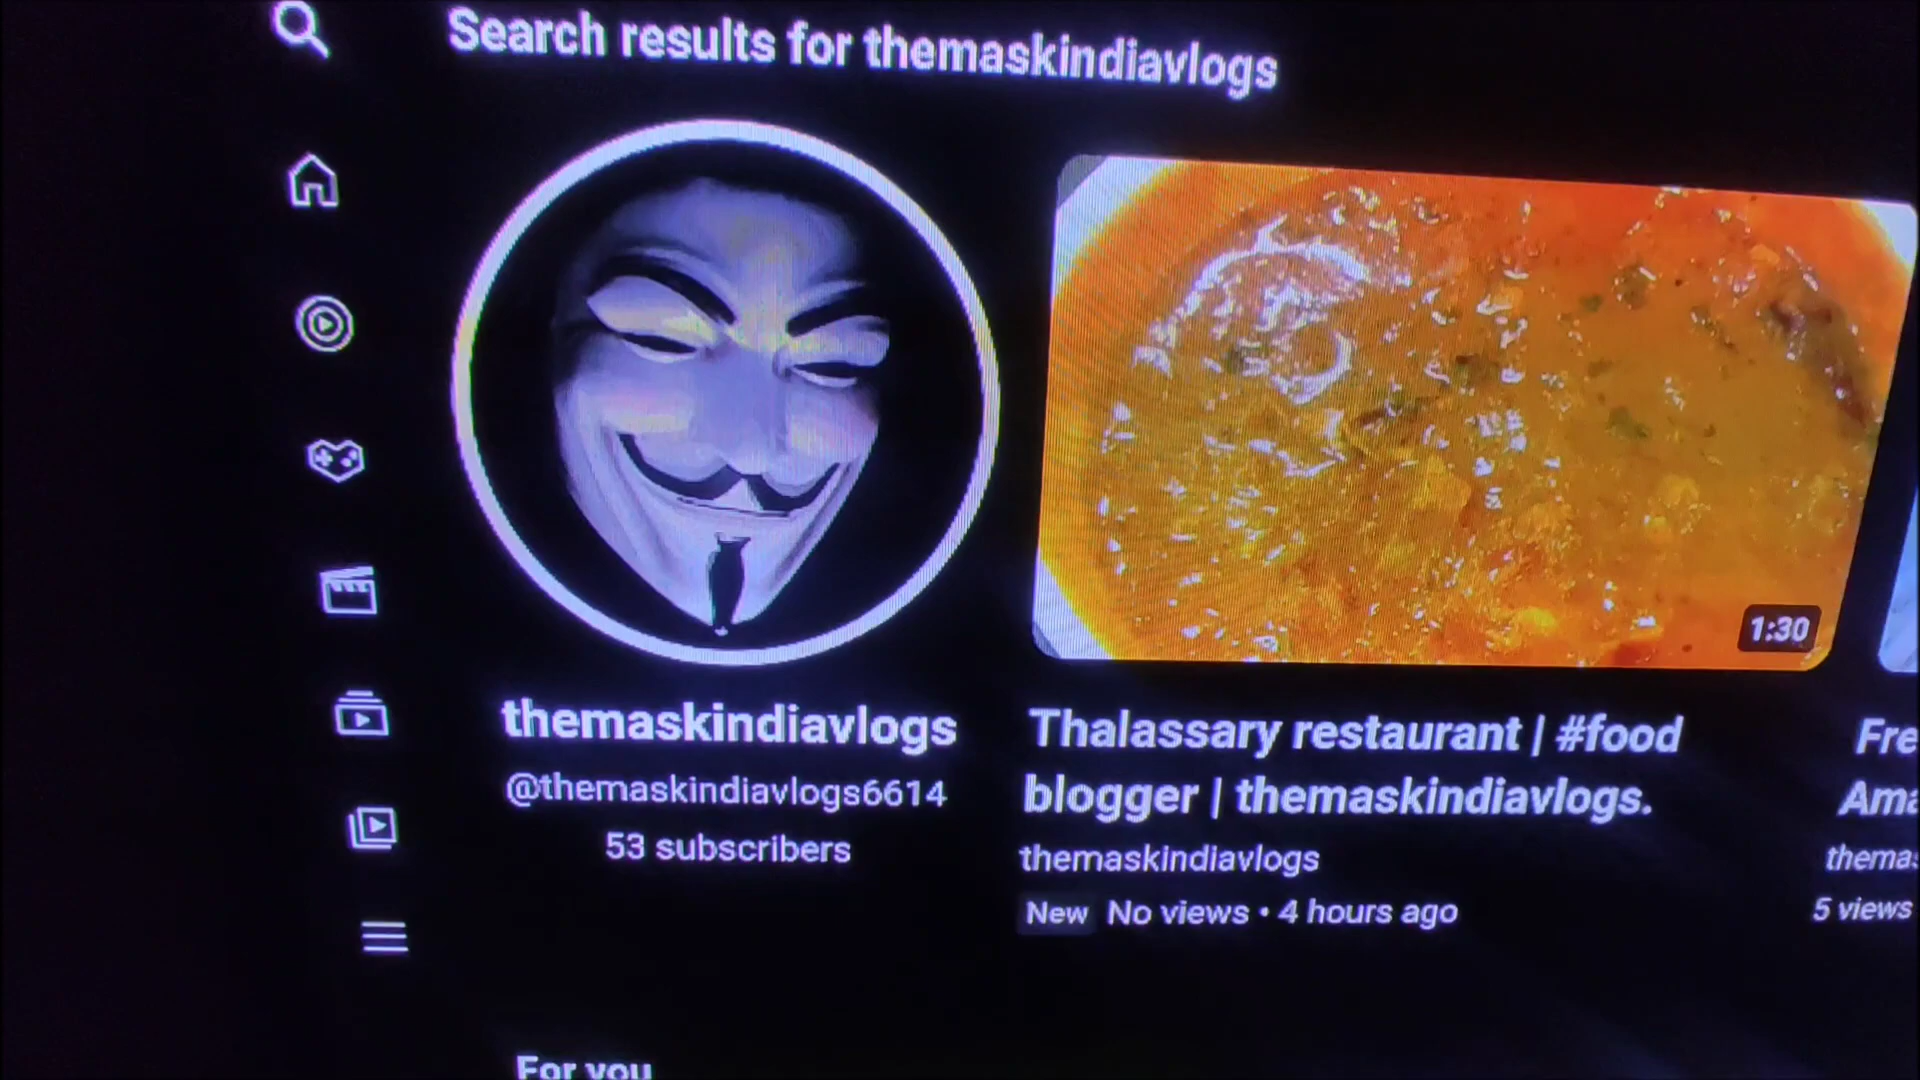 Search results for themaskindiavlogs
themaskindiavlogs
@themaskindiavlogs6614
53 subscribers
1:30
Thalassary restaurant | #food
blogger | themaskindiavlogs.
themaskindiavlogs
New No views • 4 hours ago
Fre
Ama
themas
5 views
For you